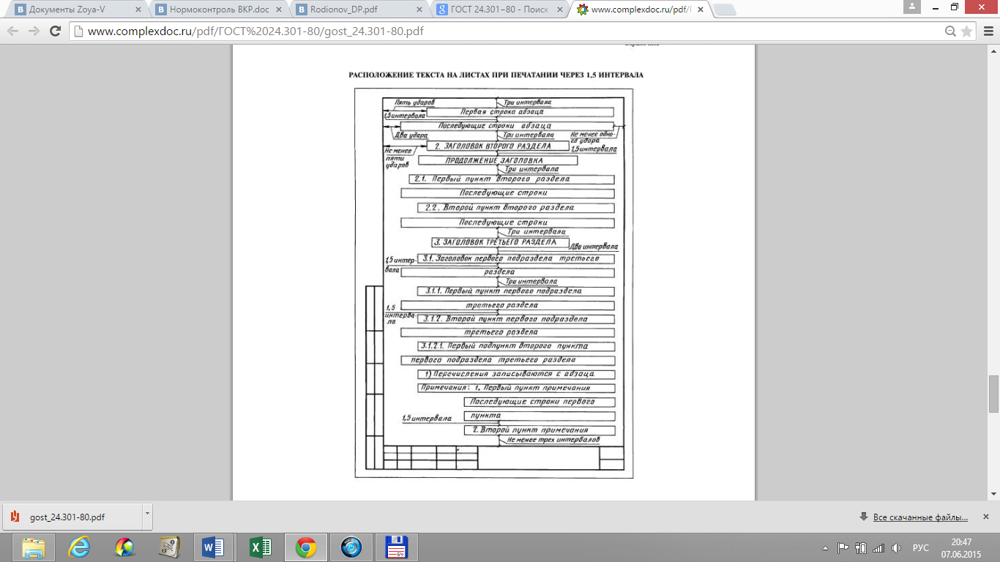 Документы Zoya-V
Нормоконтроль ВКР.doc
Rodionov_DP.pdf
ГОСТ 24.301–80 - Поиск
www.complexdoc.ru/pdf/Г
www.complexdoc.ru/pdf/ГОСТ%2024.301-80/gost_24.301-80.pdf
РАСПОЛОЖЕНИЕ ТЕКСТА НА ЛИСТАХ ПРИ ПЕЧАТАНИИ ЧЕРЕЗ 1,5 ИНТЕРВАЛА
Пять ударов
Три интервала
Первая строка абзаца
1,5интервала
Последующие строки абзаца
Два удара
Три интервала
Не менее одно-
го удара
2. ЗАГОЛОВОК ВТОРОГО РАЗДЕЛА
1,5интервала
Не менее
пяти
ударов
ПРОДОЛЖЕНИЕ ЗАГОЛОВКА
Три интервала
2.1. Первый пункт второго раздела
Последующие строки
2.2. Второй пункт второго раздела
Последующие строки
Три интервала
3. ЗАГОЛОВОК ТРЕТЬЕГО РАЗДЕЛА
Два интервала
1,5интер-
вала
3.1. Заголовок первого подраздела третьего
раздела
Три интервала
3.1.1. Первый пункт первого подраздела
третьего раздела
1,5
интерва-
ла
3.1.2. Второй пункт первого подраздела
третьего раздела
3.1.2.1. Первый подпункт второго пункта
первого подраздела третьего раздела
1) Перечисления записываются с абзаца
Примечания: 1. Первый пункт примечания
Последующие строки первого
пункта
1,5интервала
2. Второй пункт примечания
Не менее трех интервалов
gost_24.301-80.pdf
Все скачанные файлы...
РУС
20:47
07.06.2015